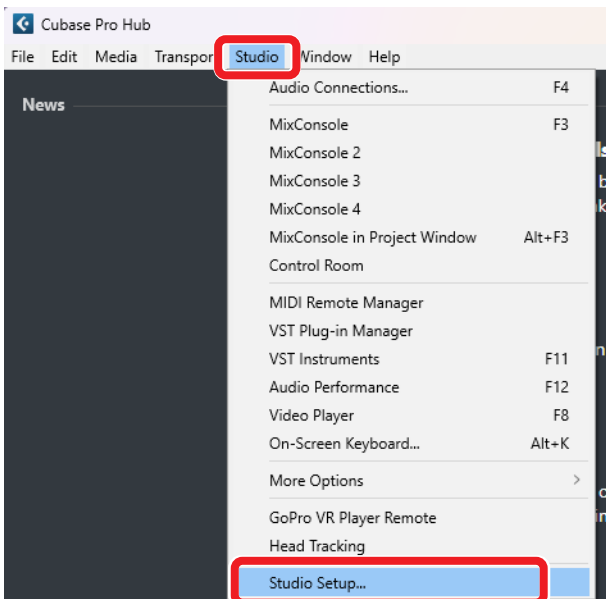 Cubase Pro Hub
File Edit Media Transpor Studio Window Help
News
Audio Connections... F4
MixConsole F3
MixConsole 2
MixConsole 3
MixConsole 4
MixConsole in Project Window Alt+F3
Control Room
MIDI Remote Manager
VST Plug-in Manager
VST Instruments F11
Audio Performance F12
Video Player F8
On-Screen Keyboard... Alt+K
More Options >
GoPro VR Player Remote
Head Tracking
Studio Setup...